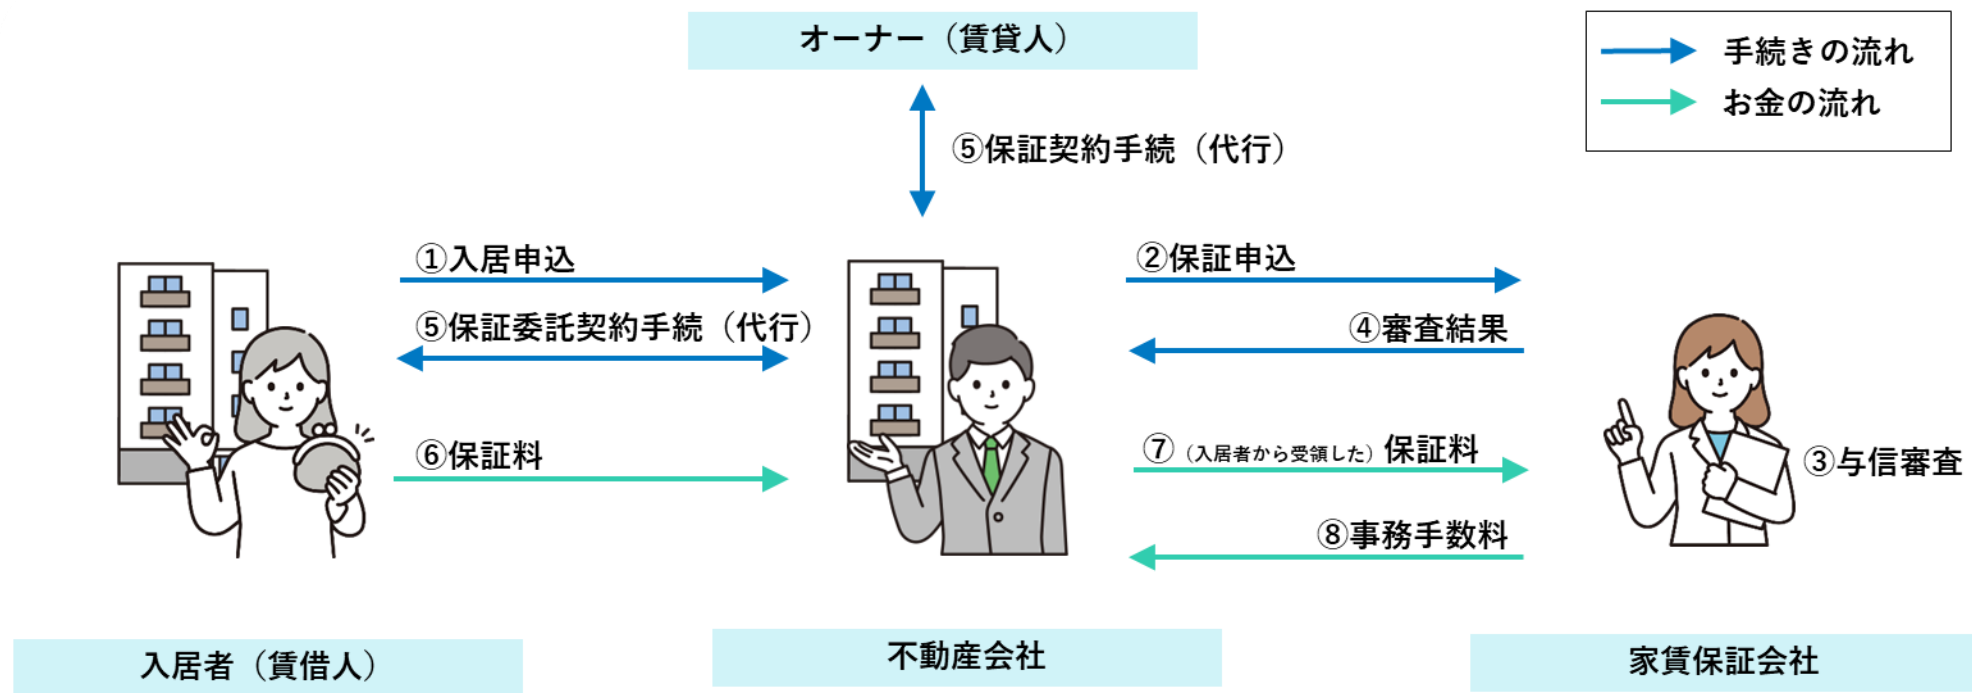 オーナー（賃貸人）
手続きの流れ
お金の流れ
⑤保証契約手続（代行）
①入居申込
②保証申込
⑤保証委託契約手続（代行）
④審査結果
⑥保証料
⑦（入居者から受領した）保証料
③与信審査
⑧事務手数料
入居者（賃借人）
不動産会社
家賃保証会社